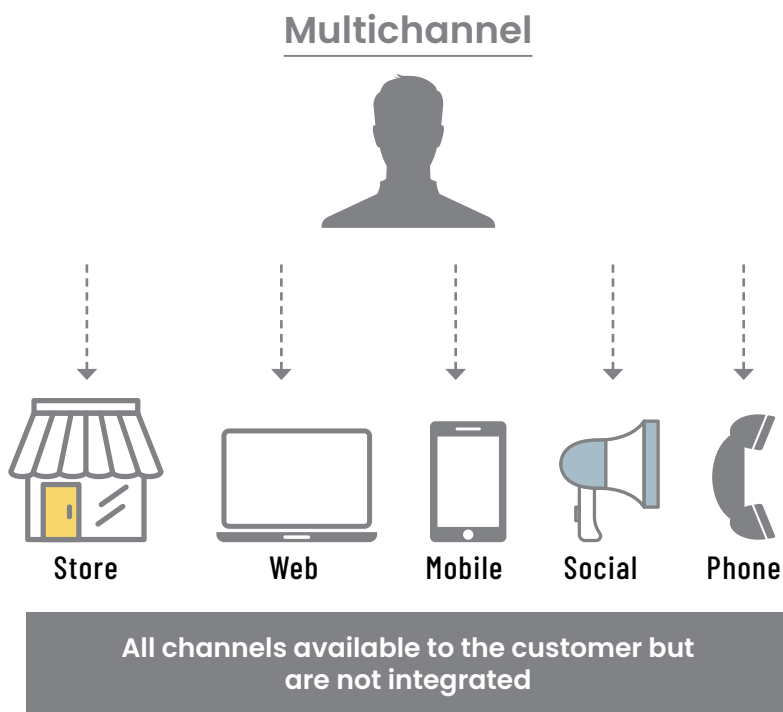 Multichannel
Store
Web
Mobile
Social
Phone
All channels available to the customer but
are not integrated